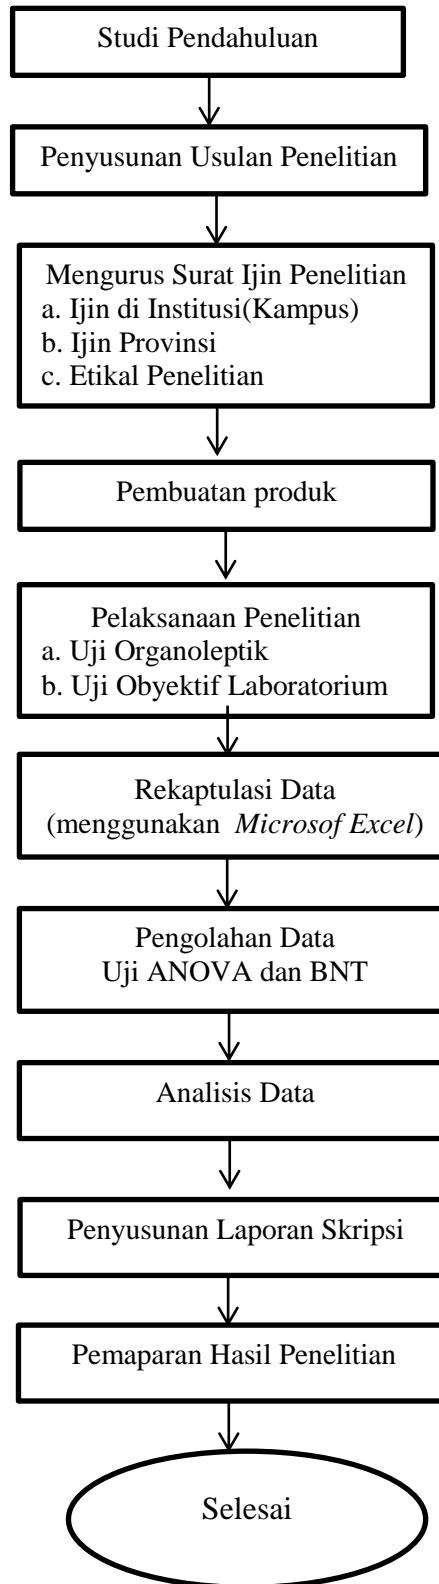 Studi Pendahuluan
Penyusunan Usulan Penelitian
Mengurus Surat Ijin Penelitian
a. Ijin di Institusi(Kampus)
b. Ijin Provinsi
c. Etikal Penelitian
Pembuatan produk
Pelaksanaan Penelitian
a. Uji Organoleptik
b. Uji Obyektif Laboratorium
Rekaptulasi Data
(menggunakan Microsof Excel)
Pengolahan Data
Uji ANOVA dan BNT
Analisis Data
Penyusunan Laporan Skripsi
Pemaparan Hasil Penelitian
Selesai